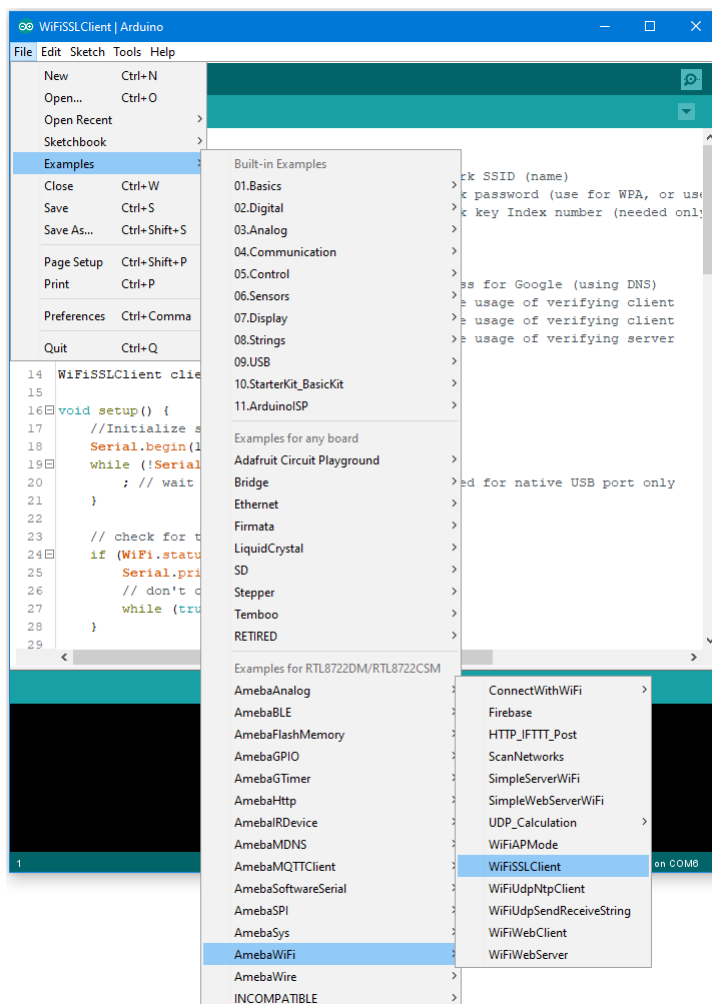 WiFiSSLClient | Arduino
File Edit Sketch Tools Help
New Ctrl+N
Open... Ctrl+O
Open Recent
Sketchbook
Examples
Close Ctrl+W
Save Ctrl+S
Save As... Ctrl+Shift+S
Page Setup Ctrl+Shift+P
Print Ctrl+P
Preferences Ctrl+Comma
Quit Ctrl+Q
Built-in Examples
01.Basics
02.Digital
03.Analog
04.Communication
05.Control
06.Sensors
07.Display
08.Strings
09.USB
10.StarterKit_BasicKit
11.ArduinoISP
Examples for any board
Adafruit Circuit Playground
Bridge
Ethernet
Firmata
LiquidCrystal
SD
Stepper
Temboo
RETIRED
Examples for RTL8722DM/RTL8722CSM
AmebaAnalog
AmebaBLE
AmebaFlashMemory
AmebaGPIO
AmebaGTimer
AmebaHttp
AmebaIRDevice
AmebaMDNS
AmebaMQTTClient
AmebaSoftwareSerial
AmebaSPI
AmebaSys
AmebaWiFi
AmebaWire
INCOMPATIBLE
ConnectWithWiFi
Firebase
HTTP_IFTTT_Post
ScanNetworks
SimpleServerWiFi
SimpleWebServerWiFi
UDP_Calculation
WiFiAPMode
WiFiSSLClient
WiFiUdpNtpClient
WiFiUdpSendReceiveString
WiFiWebClient
WiFiWebServer
rk SSID (name)
k password (use for WPA, or use
k key Index number (needed only
ss for Google (using DNS)
e usage of verifying client
e usage of verifying client
e usage of verifying server
14 WiFiSSLClient clie
15
16 void setup() {
17 //Initialize s
18 Serial.begin(1
19 while (!Serial
20 ; // wait ed for native USB port only
21 }
22
23 // check for t
24 if (WiFi.statu
25 Serial.pri
26 // don't c
27 while (tru
28 }
29
1 on COM6